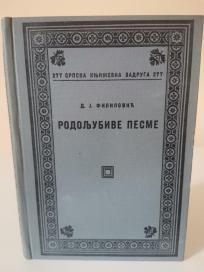 277 СРПСКА КЊИЖЕВНА ЗАДРУГА 277
Д. Ј. ФИЛИПОВИЋ
РОДОЉУБИВЕ ПЕСМЕ